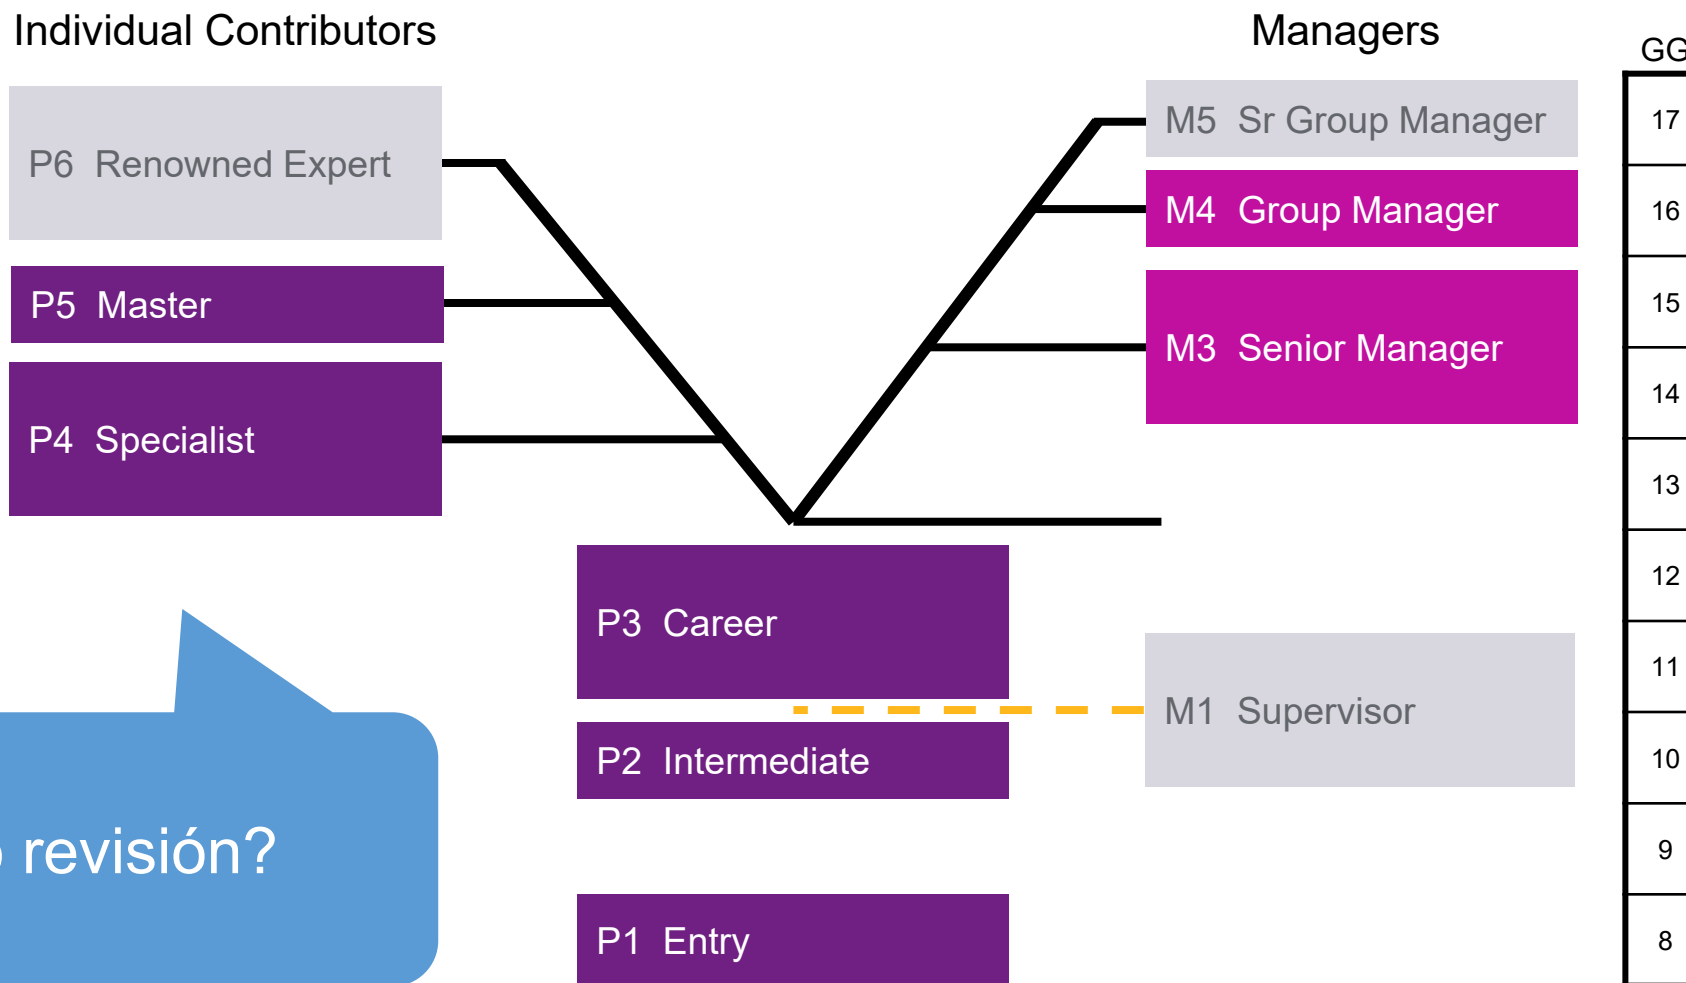 Individual Contributors
Managers
GG
P6 Renowned Expert
P5 Master
P4 Specialist
M5 Sr Group Manager
M4 Group Manager
M3 Senior Manager
P3 Career
P2 Intermediate
P1 Entry
M1 Supervisor
revisión?
17
16
15
14
13
12
11
10
9
8